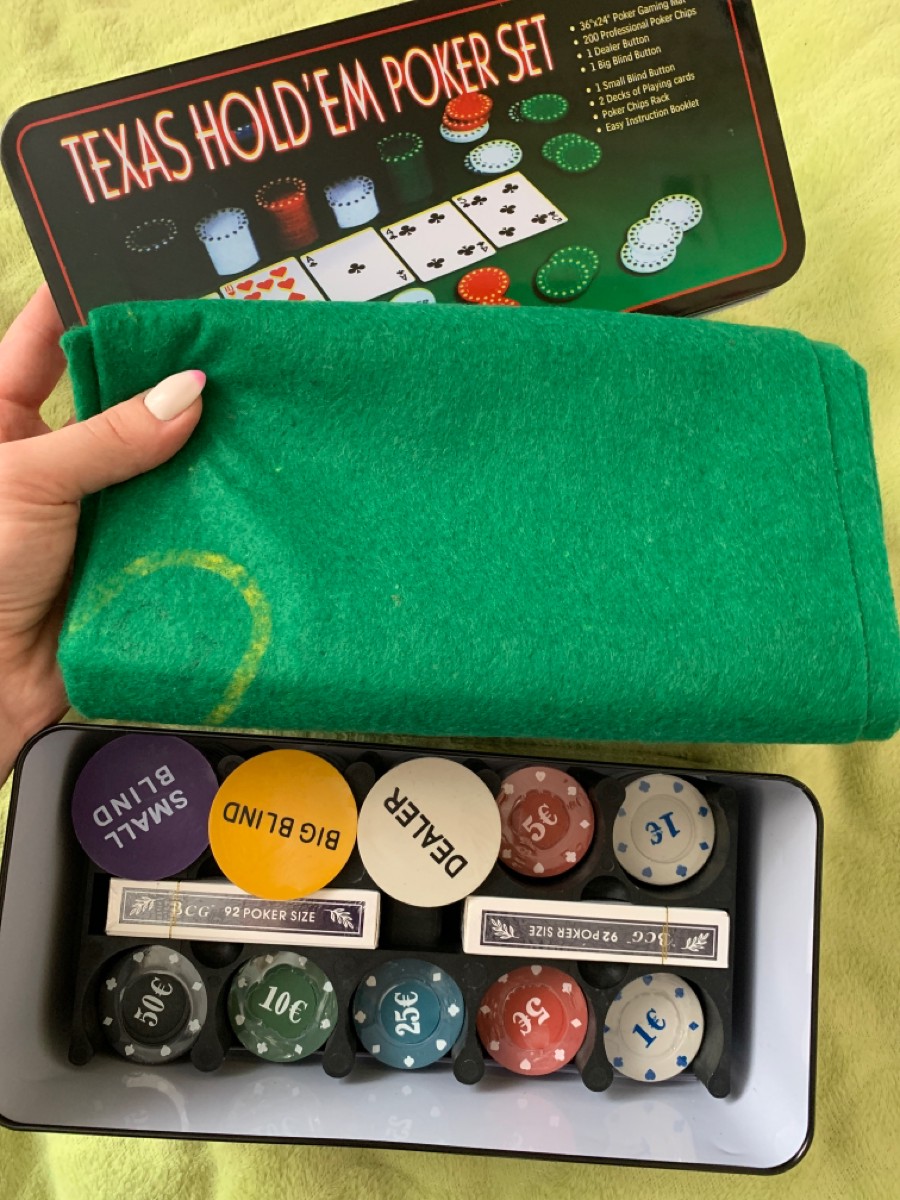 TEXAS HOLD'EM POKER SET
• 36"x24" Poker Gaming Mat
• 200 Professional Poker Chips
• 1 Dealer Button
• 1 Big Blind Button
• 1 Small Blind Button
• 2 Decks of Playing cards
• Poker Chips Rack
• Easy Instruction Booklet
SMALL
BLIND
BIG BLIND
DEALER
5€
1€
BCG 92 POKER SIZE
BCG 92 POKER SIZE
50€
10€
25€
5€
1€